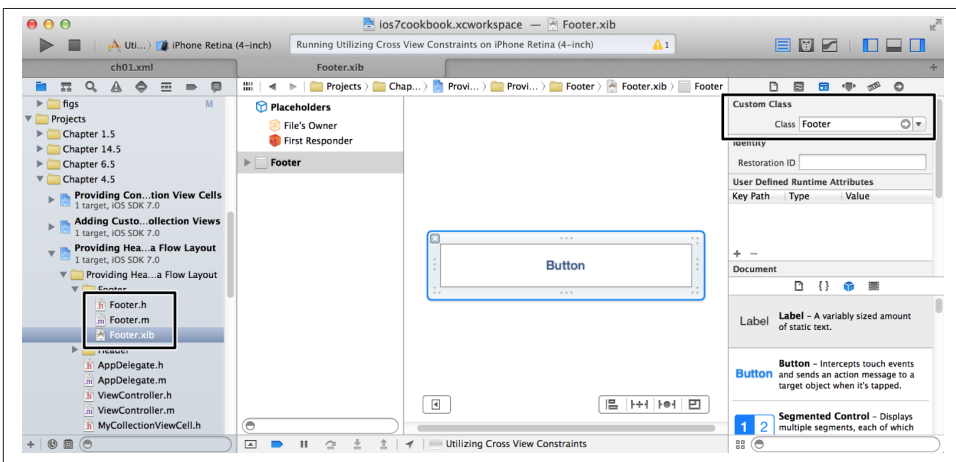 ios7cookbook.xcworkspace — Footer.xib
Uti...〉 iPhone Retina (4-inch)
Running Utilizing Cross View Constraints on iPhone Retina (4-inch)
1
ch01.xml
Footer.xib
Projects 〉 Chap...〉 Provi...〉 Provi...〉 Footer 〉 Footer.xib 〉 Footer
figs
M
Projects
Chapter 1.5
Chapter 14.5
Chapter 6.5
Chapter 4.5
Providing Con...tion View Cells
1 target, iOS SDK 7.0
Adding Custo...ollection Views
1 target, iOS SDK 7.0
Providing Hea...a Flow Layout
1 target, iOS SDK 7.0
Providing Hea...a Flow Layout
Footer
Footer.h
Footer.m
Footer.xib
Header
AppDelegate.h
AppDelegate.m
ViewController.h
ViewController.m
MyCollectionViewCell.h
Placeholders
File's Owner
First Responder
Footer
Button
Utilizing Cross View Constraints
Custom Class
Class Footer
Identity
Restoration ID
User Defined Runtime Attributes
Key Path Type Value
Document
Label
Label – A variably sized amount
of static text.
Button
Button – Intercepts touch events
and sends an action message to a
target object when it's tapped.
1 2
Segmented Control – Displays
multiple segments, each of which